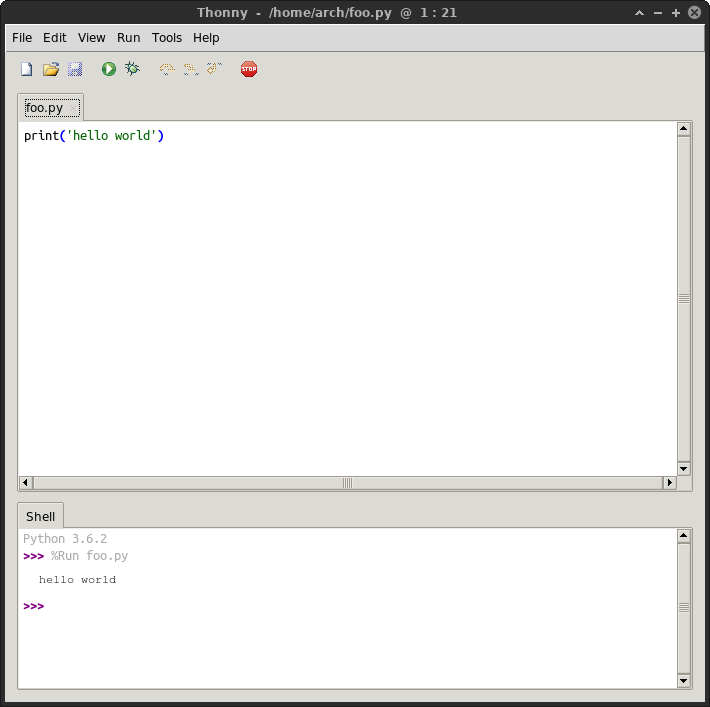 Thonny - /home/arch/foo.py @ 1 : 21
File Edit View Run Tools Help
STOP
foo.py
print('hello world')
Shell
Python 3.6.2
>>> %Run foo.py
hello world
>>>